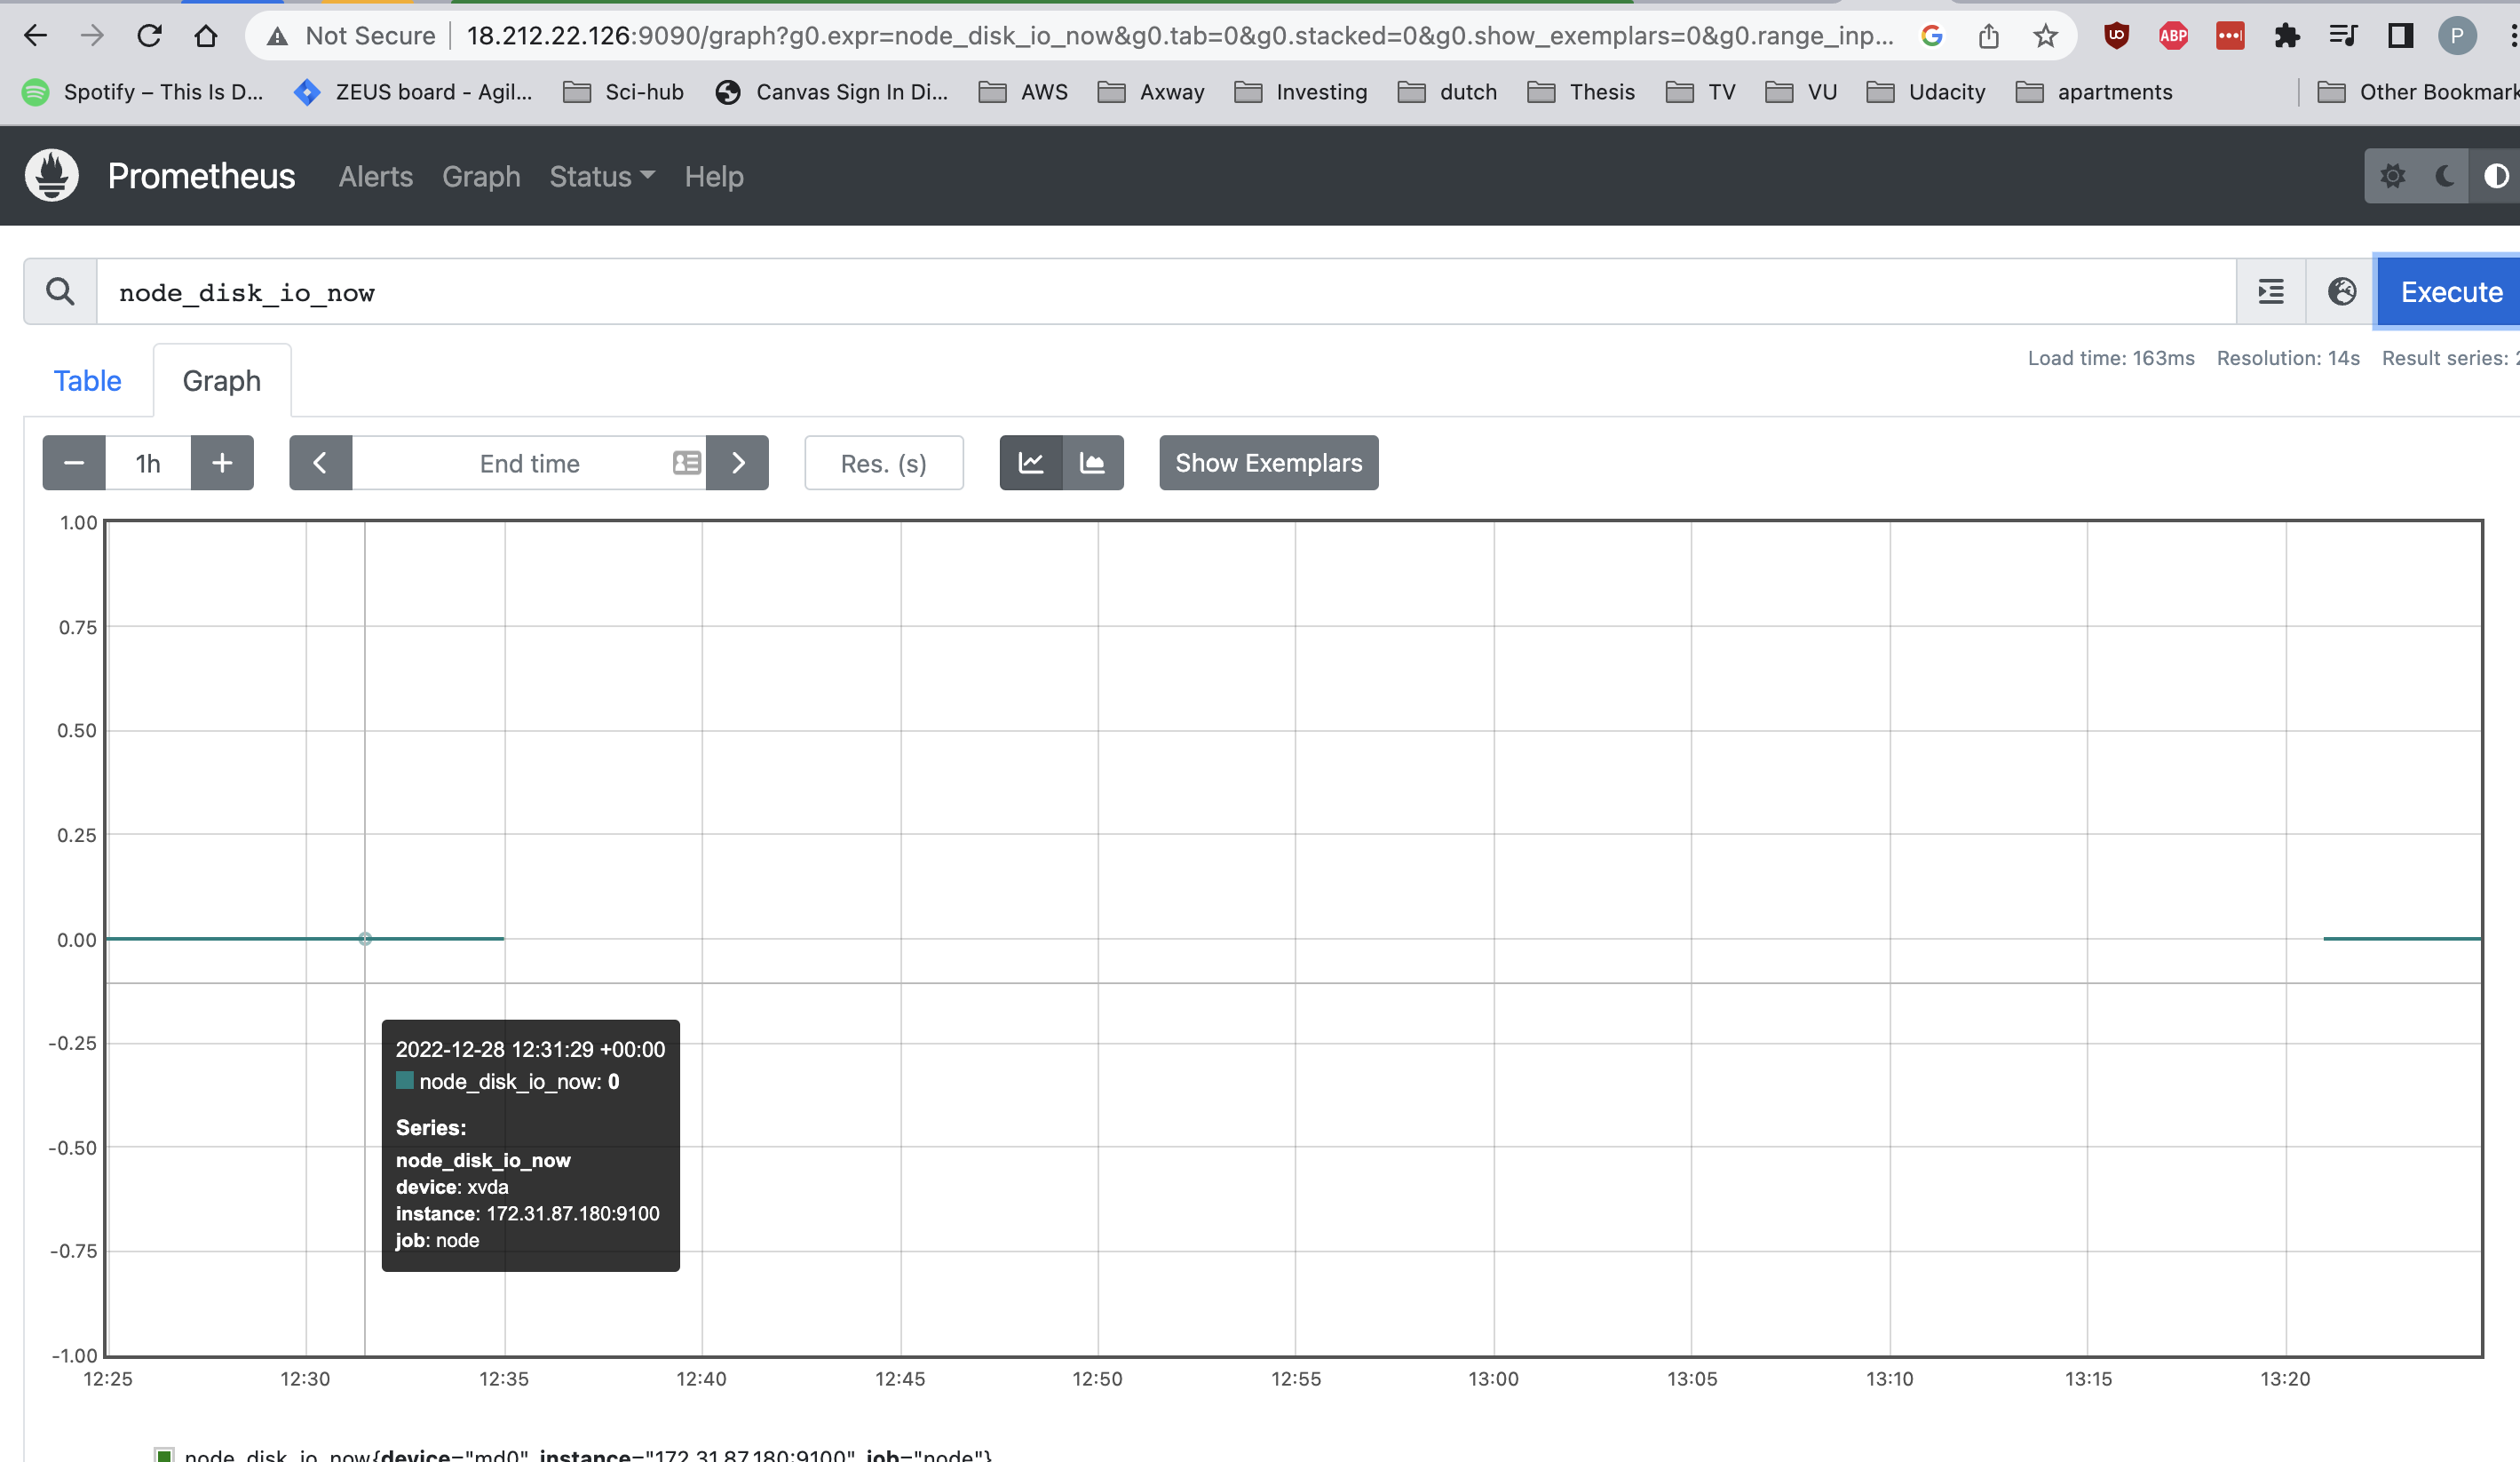 Not Secure 18.212.22.126:9090/graph?g0.expr=node_disk_io_now&g0.tab=0&g0.stacked=0&g0.show_exemplars=0&g0.range_inp...
Spotify – This Is D... ZEUS board - Agil... Sci-hub Canvas Sign In Di... AWS Axway Investing dutch Thesis TV VU Udacity apartments Other Bookmark
Prometheus Alerts Graph Status Help
node_disk_io_now Execute
Load time: 163ms Resolution: 14s Result series: 2
Table Graph
1h End time Res. (s) Show Exemplars
1.00
0.75
0.50
0.25
0.00
-0.25
-0.50
-0.75
-1.00
2022-12-28 12:31:29 +00:00
node_disk_io_now: 0
Series:
node_disk_io_now
device: xvda
instance: 172.31.87.180:9100
job: node
12:25 12:30 12:35 12:40 12:45 12:50 12:55 13:00 13:05 13:10 13:15 13:20
node_disk_io_now{device="md0", instance="172.31.87.180:9100", job="node"}